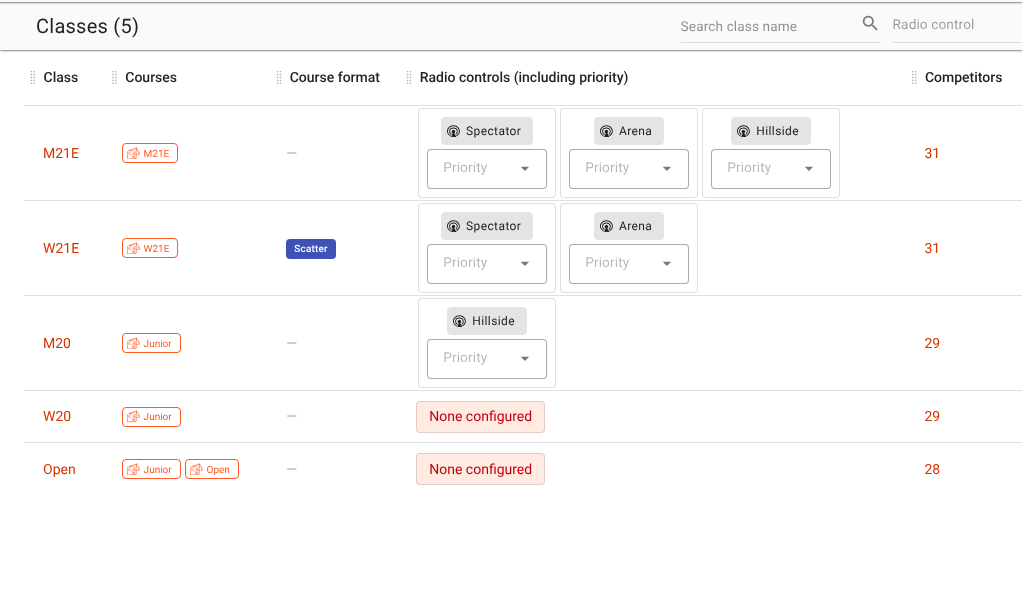 Classes (5)
Search class name
Radio control
Class
Courses
Course format
Radio controls (including priority)
Competitors
M21E
M21E
—
Spectator
Arena
Hillside
Priority
Priority
Priority
31
W21E
W21E
Scatter
Spectator
Arena
Priority
Priority
31
M20
Junior
—
Hillside
Priority
29
W20
Junior
—
None configured
29
Open
Junior
Open
—
None configured
28